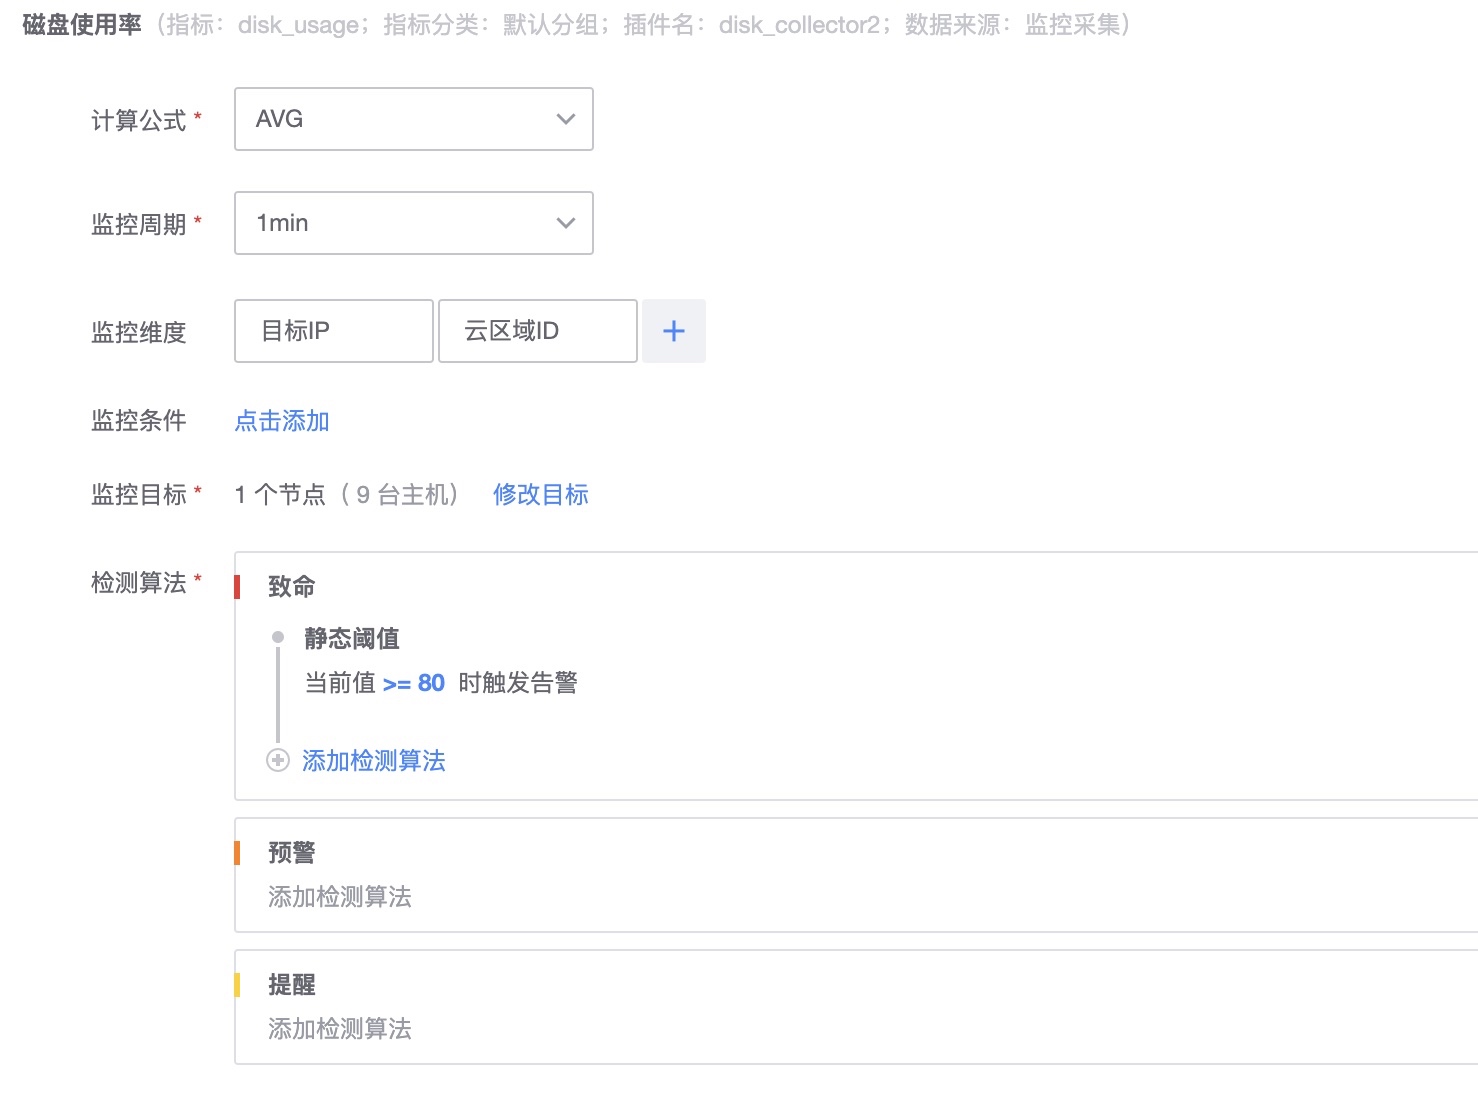 磁盘使用率（指标：disk_usage；指标分类：默认分组；插件名：disk_collector2；数据来源：监控采集）
计算公式 * AVG
监控周期 * 1min
监控维度 目标IP 云区域ID +
监控条件 点击添加
监控目标 * 1 个节点（ 9 台主机） 修改目标
检测算法 * 致命
静态阈值
当前值 >= 80 时触发告警
添加检测算法
预警
添加检测算法
提醒
添加检测算法